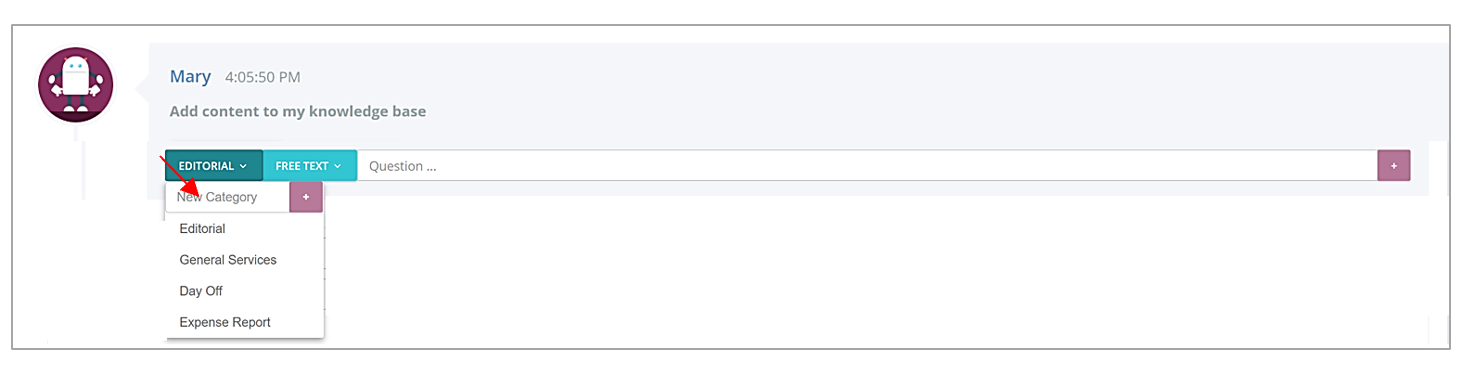 Mary 4:05:50 PM
Add content to my knowledge base
EDITORIAL FREE TEXT Question ... +
New Category +
Editorial
General Services
Day Off
Expense Report